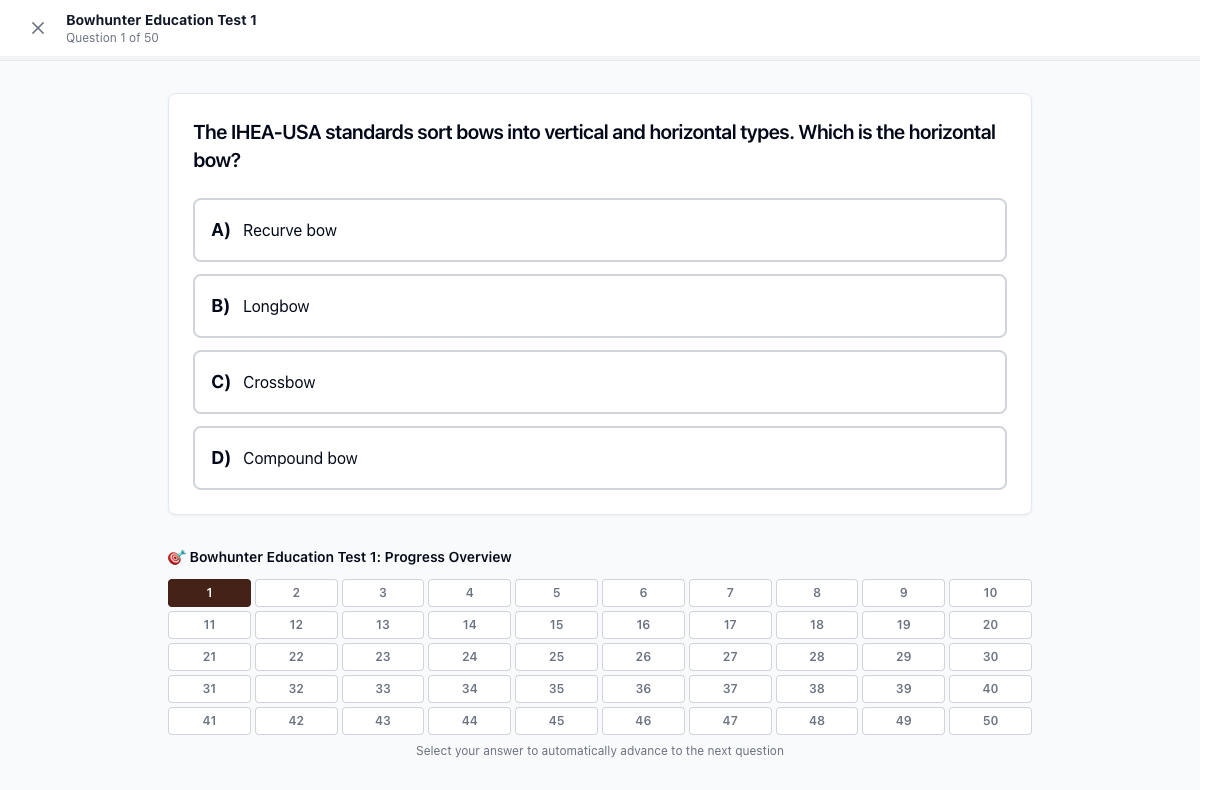 Bowhunter Education Test 1
Question 1 of 50
The IHEA-USA standards sort bows into vertical and horizontal types. Which is the horizontal
bow?
A) Recurve bow
B) Longbow
C) Crossbow
D) Compound bow
Bowhunter Education Test 1: Progress Overview
1 2 3 4 5 6 7 8 9 10
11 12 13 14 15 16 17 18 19 20
21 22 23 24 25 26 27 28 29 30
31 32 33 34 35 36 37 38 39 40
41 42 43 44 45 46 47 48 49 50
Select your answer to automatically advance to the next question